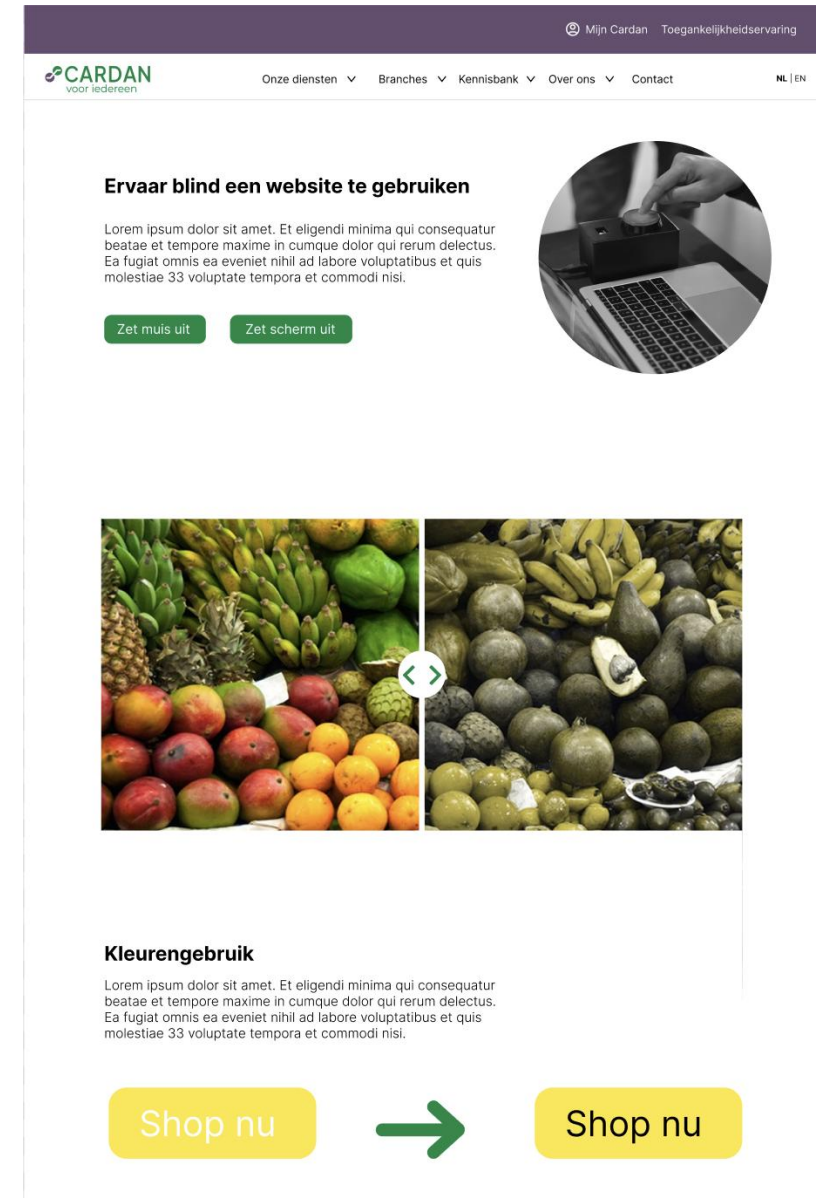 Mijn Cardan Toegankelijkheidservaring
CARDAN
voor iedereen
Onze diensten Branches Kennisbank Over ons Contact NL | EN
Ervaar blind een website te gebruiken
Lorem ipsum dolor sit amet. Et eligendi minima qui consequatur
beatae et tempore maxime in cumque dolor qui rerum delectus.
Ea fugiat omnis ea eveniet nihil ad labore voluptatibus et quis
molestiae 33 voluptate tempora et commodi nisi.
Zet muis uit Zet scherm uit
Kleurengebruik
Lorem ipsum dolor sit amet. Et eligendi minima qui consequatur
beatae et tempore maxime in cumque dolor qui rerum delectus.
Ea fugiat omnis ea eveniet nihil ad labore voluptatibus et quis
molestiae 33 voluptate tempora et commodi nisi.
Shop nu Shop nu